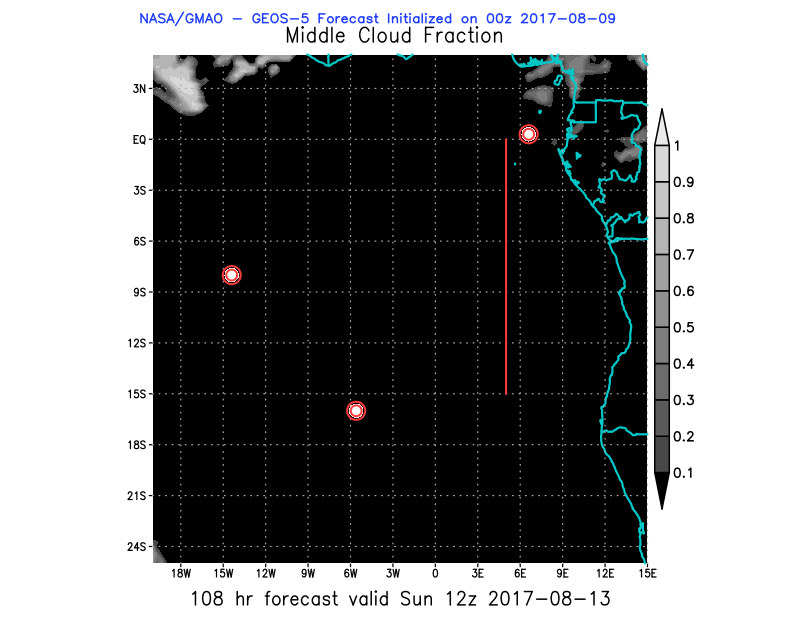 NASA/GMAO - GEOS-5 Forecast Initialized on 00z 2017-08-09
Middle Cloud Fraction
3N
EQ
3S
6S
9S
12S
15S
18S
21S
24S
18W 15W 12W 9W 6W 3W 0 3E 6E 9E 12E 15E
1
0.9
0.8
0.7
0.6
0.5
0.4
0.3
0.2
0.1
108 hr forecast valid Sun 12z 2017-08-13